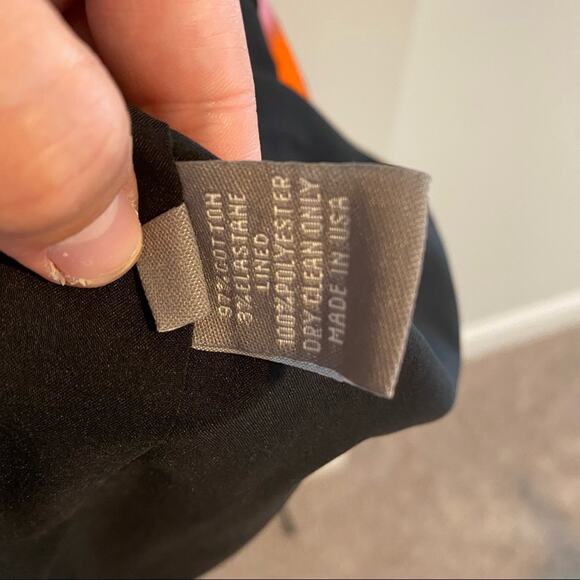 97% COTTON
3% ELASTANE
LINED
100% POLYESTER
DRY CLEAN ONLY
MADE IN USA